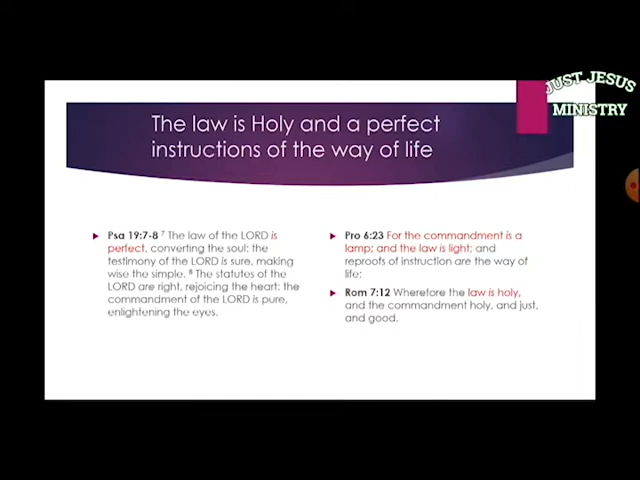 JUST JESUS
MINISTRY
The law is Holy and a perfect
instructions of the way of life
Psa 19:7-8 ⁷ The law of the LORD is
perfect, converting the soul: the
testimony of the LORD is sure, making
wise the simple. ⁸ The statutes of the
LORD are right, rejoicing the heart: the
commandment of the LORD is pure,
enlightening the eyes.
Pro 6:23 For the commandment is a
lamp; and the law is light; and
reproofs of instruction are the way of
life:
Rom 7:12 Wherefore the law is holy,
and the commandment holy, and just,
and good.